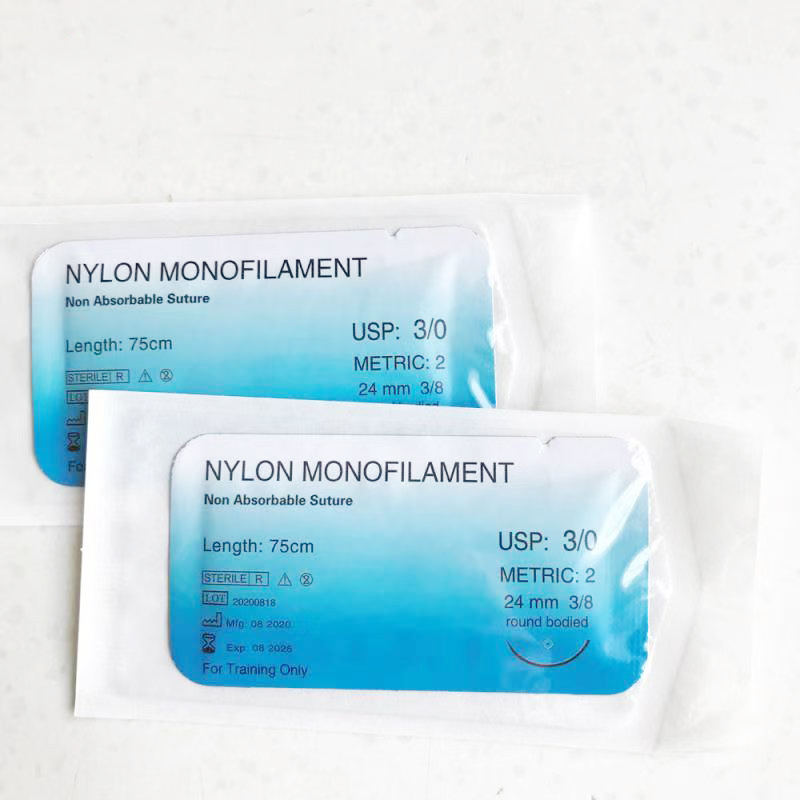 NYLON MONOFILAMENT
Non Absorbable Suture
Length: 75cm
USP: 3/0
METRIC: 2
24 mm 3/8
STERILE R
NYLON MONOFILAMENT
Non Absorbable Suture
Length: 75cm
USP: 3/0
METRIC: 2
24 mm 3/8
round bodied
STERILE R
LOT 20200818
Mfg: 08 2020
Exp: 08 2025
For Training Only